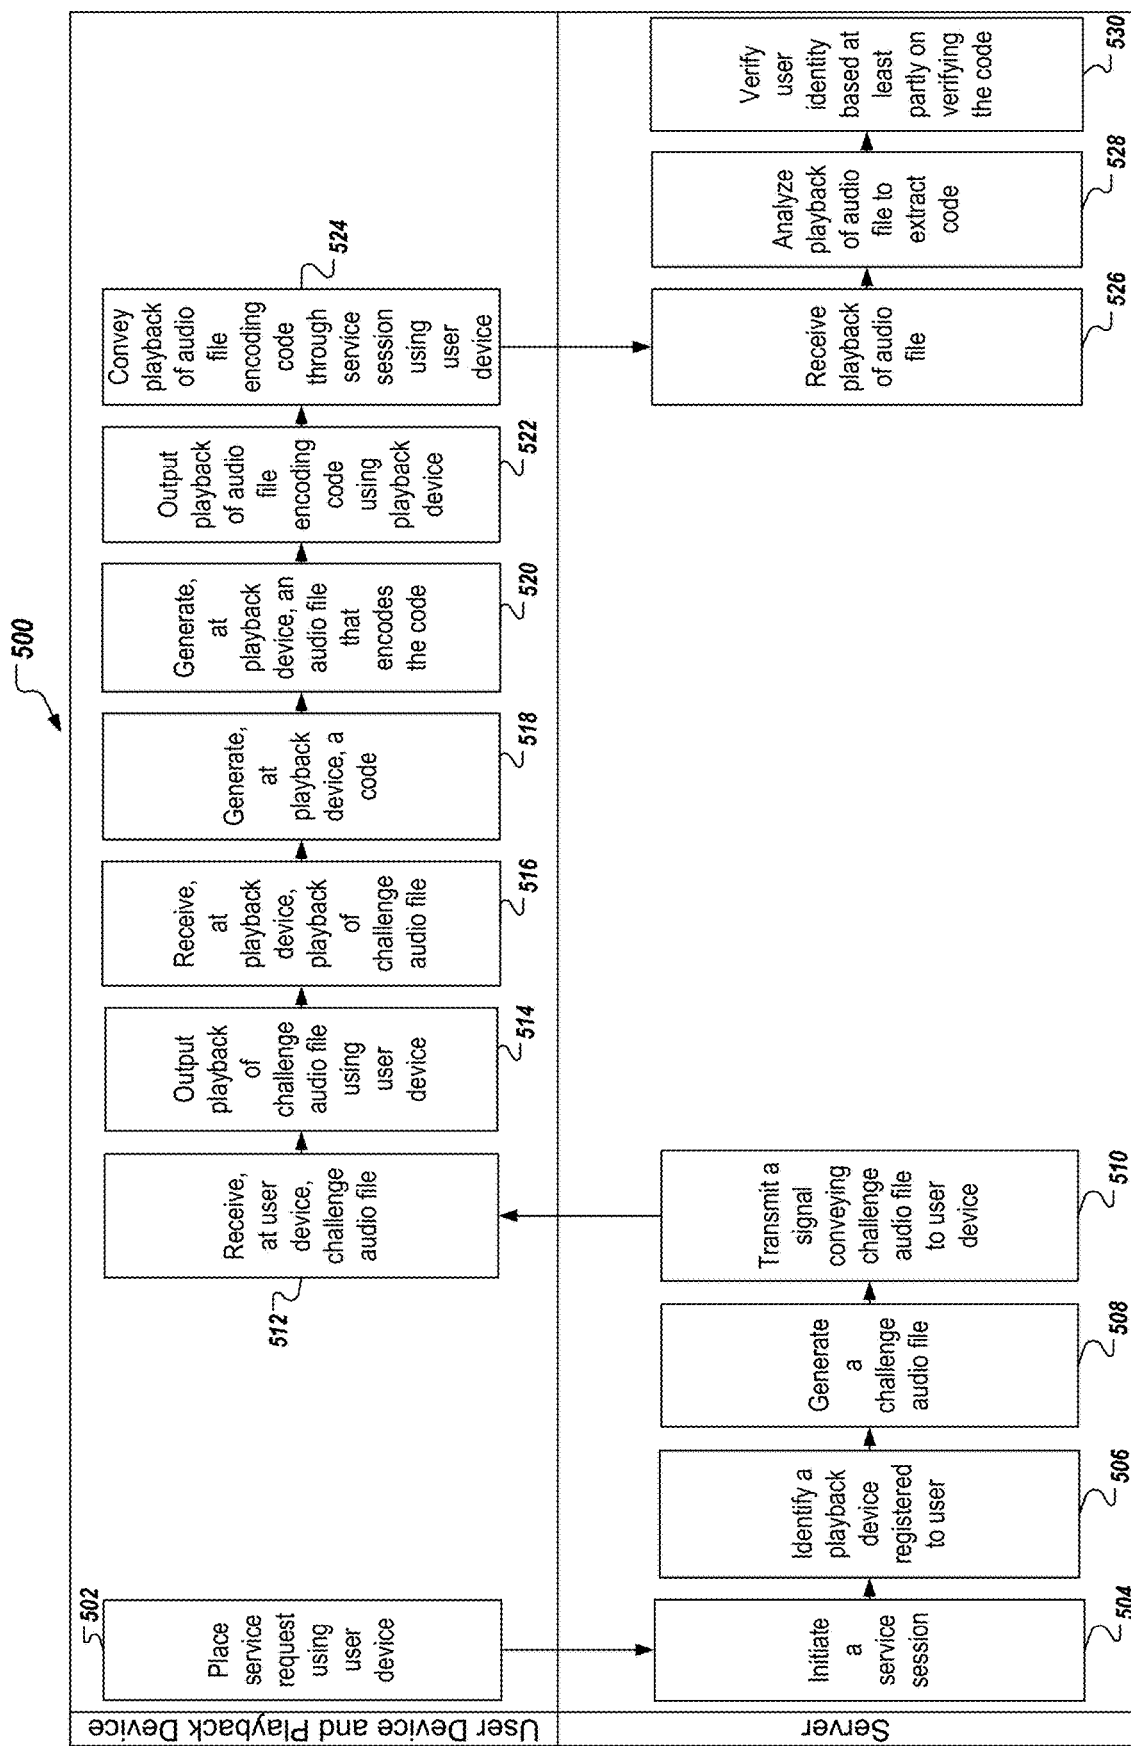 500
User Device and Playback Device
Server
502
Place
service
request
using
user
device
504
Initiate
a
service
session
506
Identify a
playback
device
registered
to user
508
Generate
a
challenge
audio file
510
Transmit a
signal
conveying
challenge
audio file
to user
device
512
Receive,
at user
device,
challenge
audio file
514
Output
playback
of
challenge
audio file
using
user
device
516
Receive,
at
playback
device,
playback
of
challenge
audio file
518
Generate,
at
playback
device, a
code
520
Generate,
at
playback
device, an
audio file
that
encodes
the code
522
Output
playback
of audio
file
encoding
code
using
playback
device
524
Convey
playback
of audio
file
encoding
code
through
service
session
using
user
device
526
Receive
playback
of audio
file
528
Analyze
playback
of audio
file to
extract
code
530
Verify
user
identity
based at
least
partly on
verifying
the code